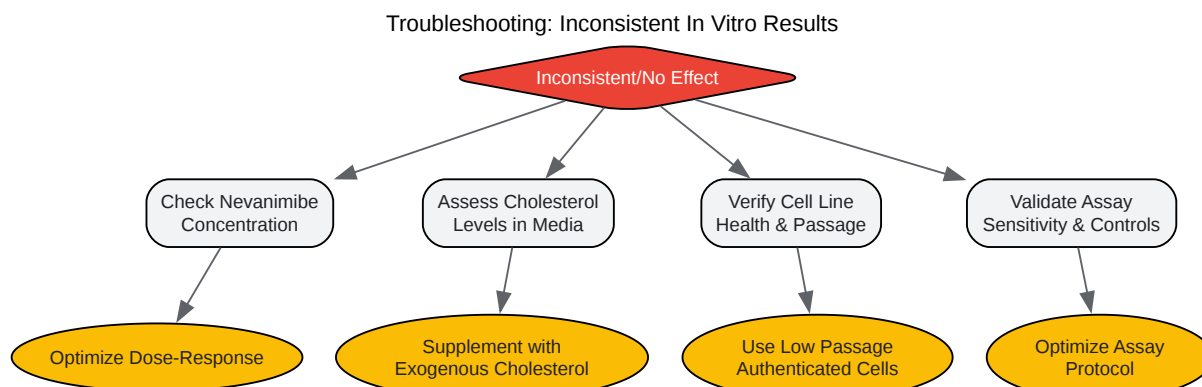 Troubleshooting: Inconsistent In Vitro Results
Inconsistent/No Effect
Check Nevanimibe
Concentration
Assess Cholesterol
Levels in Media
Verify Cell Line
Health & Passage
Validate Assay
Sensitivity & Controls
Optimize Dose-Response
Supplement with
Exogenous Cholesterol
Use Low Passage
Authenticated Cells
Optimize Assay
Protocol